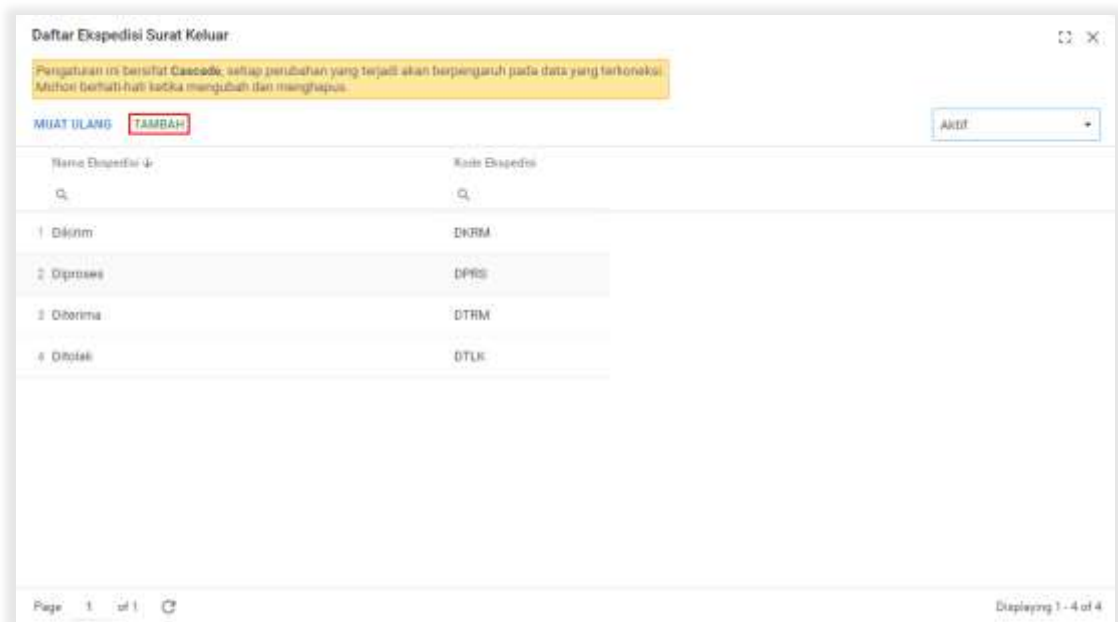 Daftar Ekspedisi Surat Keluar
Pengaturan ini bersifat Cascade, setiap perubahan yang terjadi akan berpengaruh pada data yang terkoneksi.
Mohon berhati-hati ketika mengubah dan menghapus.
MUAT ULANG TAMBAH Aktif
Nama Ekspedisi Kode Ekspedisi
1 Dikirim DKRM
2 Diproses DPRS
3 Diterima DTRM
4 Ditolak DTLK
Page 1 of 1 Displaying 1 - 4 of 4